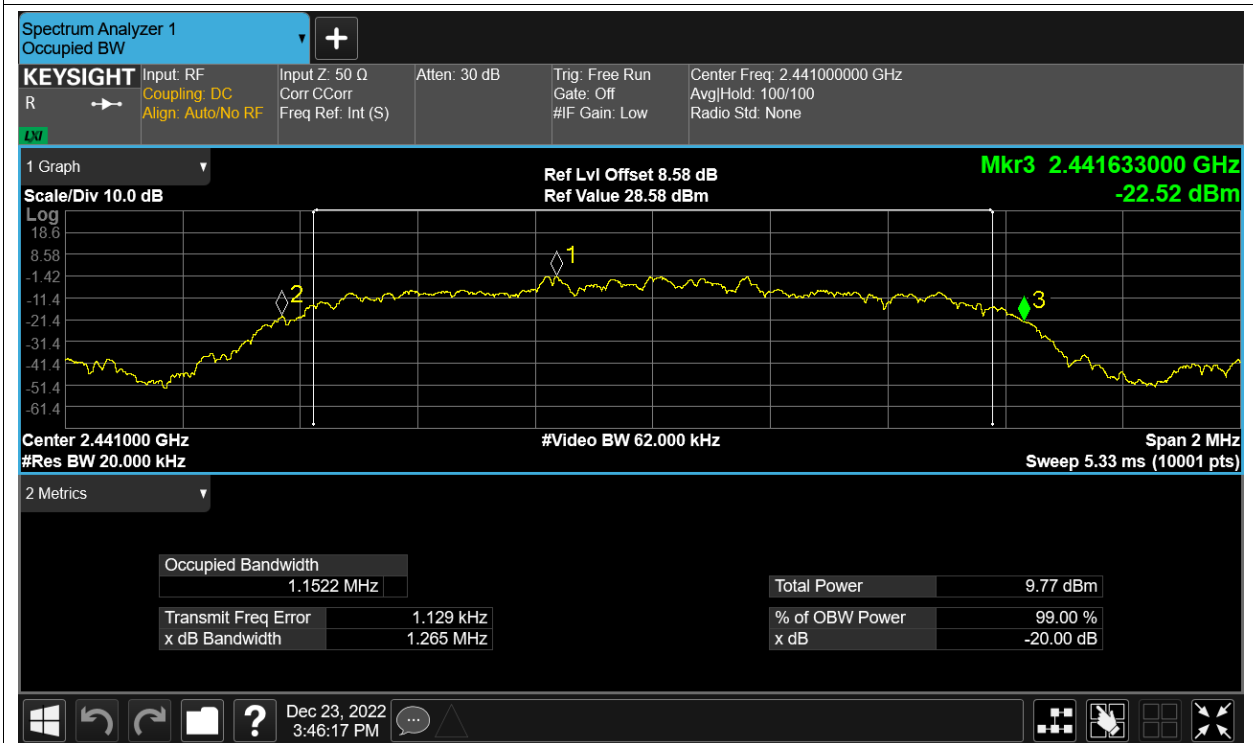 Spectrum Analyzer 1
Occupied BW
KEYSIGHT
R
LXI
Input: RF
Coupling: DC
Align: Auto/No RF
Input Z: 50 Ω
Corr CCorr
Freq Ref: Int (S)
Atten: 30 dB
Trig: Free Run
Gate: Off
#IF Gain: Low
Center Freq: 2.441000000 GHz
Avg|Hold: 100/100
Radio Std: None
1 Graph
Scale/Div 10.0 dB
Ref Lvl Offset 8.58 dB
Ref Value 28.58 dBm
Mkr3 2.441633000 GHz
-22.52 dBm
Log
18.6
8.58
-1.42
-11.4
-21.4
-31.4
-41.4
-51.4
-61.4
1
2
3
Center 2.441000 GHz
#Res BW 20.000 kHz
#Video BW 62.000 kHz
Span 2 MHz
Sweep 5.33 ms (10001 pts)
2 Metrics
Occupied Bandwidth
1.1522 MHz
Transmit Freq Error 1.129 kHz
x dB Bandwidth 1.265 MHz
Total Power 9.77 dBm
% of OBW Power 99.00 %
x dB -20.00 dB
Dec 23, 2022
3:46:17 PM